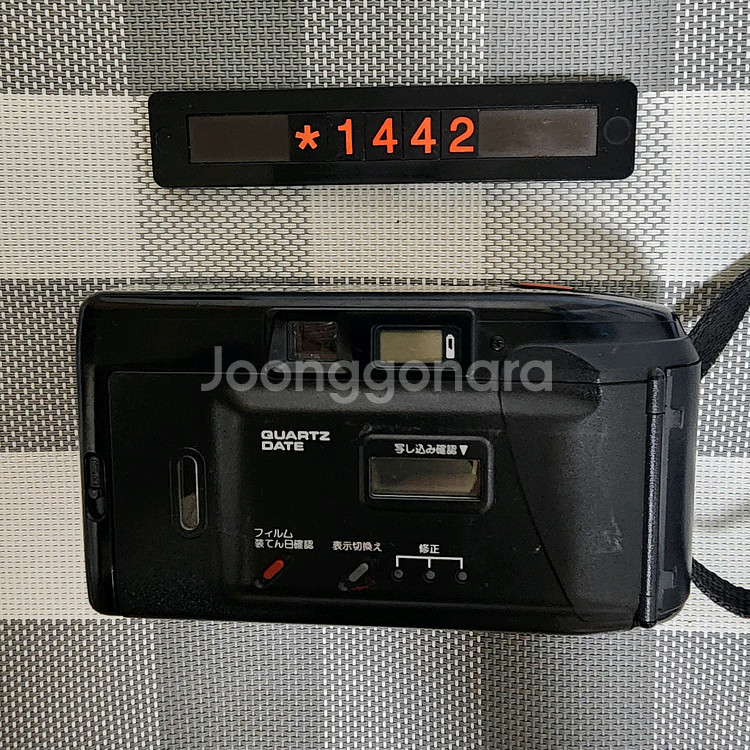 *1442
Joonggonara
QUARTZ
DATE
写し込み確認▼
フィルム
装てん日確認
表示切換え
修正